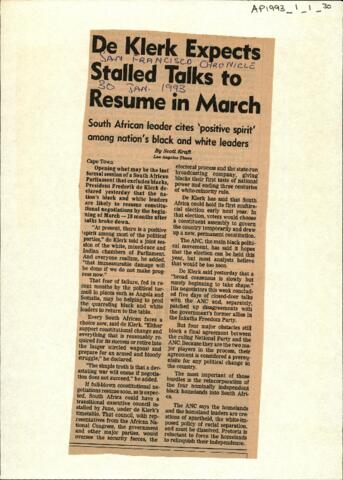 AP1993_1_1_30
De Klerk Expects
SAN FRANCISCO CHRONICLE
Stalled Talks to
30 JAN. 1993
Resume in March
South African leader cites 'positive spirit'
among nation's black and white leaders
By Scott Kraft
Los Angeles Times
Cape Town
Opening what may be the last
formal session of a South African
Parliament that excludes blacks,
President Frederik de Klerk de-
clared yesterday that the na-
tion's black and white leaders
are likely to resume constitu-
tional negotiations by the be-
ginning of March — 10 months after
talks broke down.
"At present, there is a positive
spirit among most of the political
parties," de Klerk said a joint ses-
sion of the white, mixed-race and
Indian chambers of Parliament.
And everyone realizes, he added,
"that immeasurable damage will
be done if we do not make prog-
ress now."
That fear of failure, fed in re-
cent months by the political tur-
moil in places such as Angola and
Somalia, may be helping to prod
the quarreling black and white
leaders to return to the table.
"Every South African faces a
choice now, said de Klerk. "Either
support constitutional change and
everything that is reasonably re-
quired for its success or retire into
the laager (circled wagons) and
prepare for an armed and bloody
struggle," he declared.
"The simple truth is that a dev-
astating war will ensue if negotia-
tion does not succeed," he added.
If full-blown constitutional ne-
gotiations resume soon, as is expect-
ed, South Africa could have a
transitional executive council in-
stalled by June, under de Klerk's
timetable. That council, with rep-
resentatives from the African Na-
tional Congress, the government
and other major parties, would
oversee the security forces, the
electoral process and the state-run
broadcasting company, giving
blacks their first taste of national
power and ending three centuries
of white-minority rule.
De Klerk has said that South
Africa could hold its first multira-
cial election early next year. In
that election, voters would choose
a constituent assembly to govern
the country temporarily and draw
up a new, permanent constitution.
The ANC, the main black politi-
cal movement, has said it hopes
that the election can be held this
year, but most analysts believe
that would be too soon.
De Klerk said yesterday that a
"broad consensus is slowly but
surely beginning to take shape."
His negotiators this week conclud-
ed five days of closed-door talks
with the ANC and, separately,
patched up disagreements with
the government's former allies in
the Inkatha Freedom Party.
But four major obstacles still
block a final agreement between
the ruling National Party and the
ANC. Because they are the two ma-
jor players in the process, their
agreement is considered a prereq-
uisite for any political change in
the country.
The most important of those
hurdles is the reincorporation of
the four nominally independent
black homelands into South Afri-
ca.
The ANC says the homelands
and the homeland leaders are cre-
ations of apartheid, the white-im-
posed policy of racial separation,
and must be dissolved. Pretoria is
reluctant to force the homelands
to relinquish their independence.